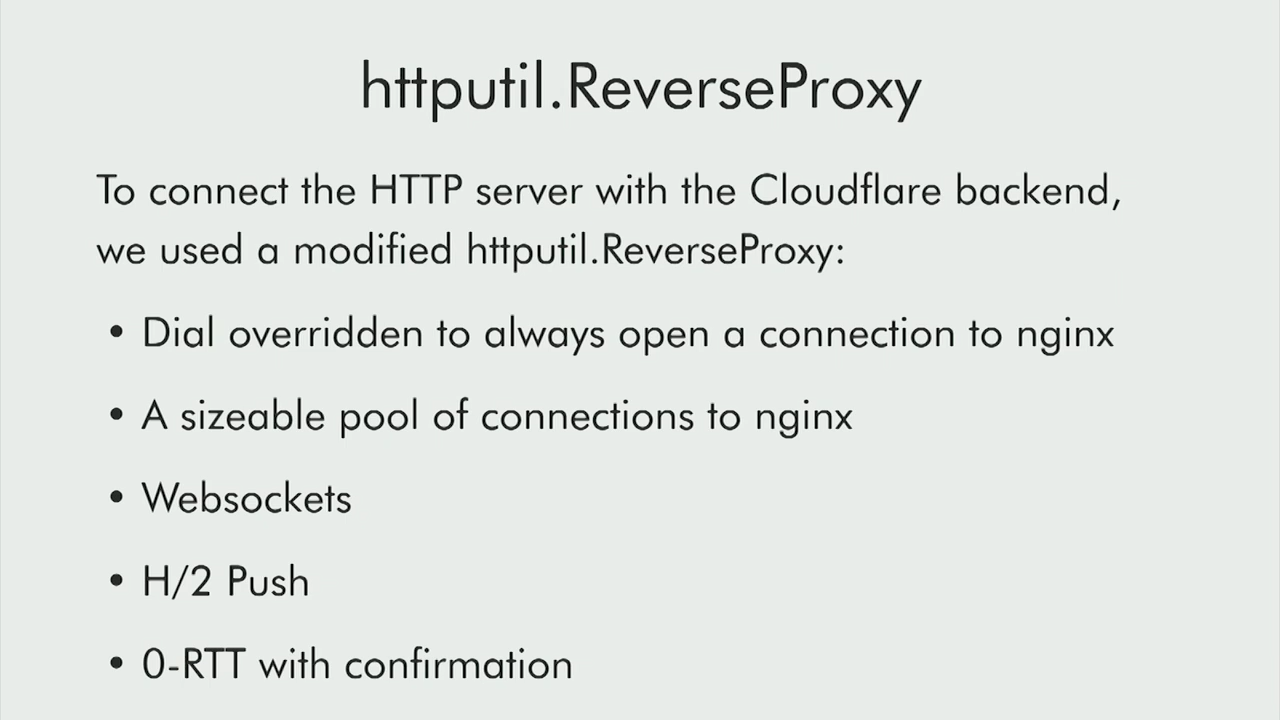 httputil.ReverseProxy
To connect the HTTP server with the Cloudflare backend,
we used a modified httputil.ReverseProxy:
• Dial overridden to always open a connection to nginx
• A sizeable pool of connections to nginx
• Websockets
• H/2 Push
• 0-RTT with confirmation